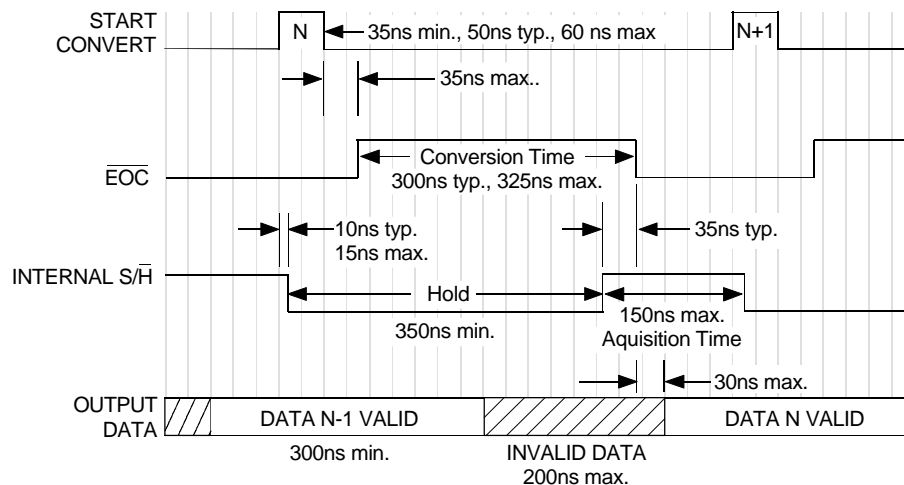 START
CONVERT
N
35ns min., 50ns typ., 60 ns max
N+1
35ns max..
EOC
Conversion Time
300ns typ., 325ns max.
10ns typ.
15ns max.
35ns typ.
INTERNAL S/H
Hold
350ns min.
150ns max.
Aquisition Time
30ns max.
OUTPUT
DATA
DATA N-1 VALID
DATA N VALID
300ns min.
INVALID DATA
200ns max.